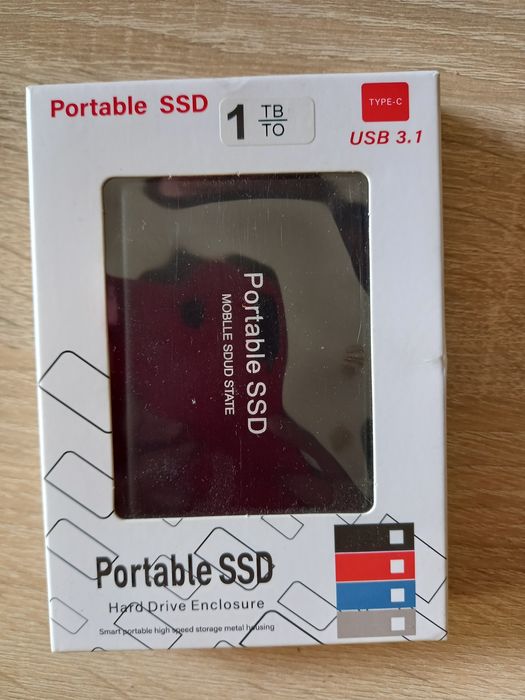 Portable SSD
1 TB
TO
TYPE-C
USB 3.1
Portable SSD
MOBLLE SDUD STATE
Portable SSD
Hard Drive Enclosure
Smart portable high speed storage metal housing